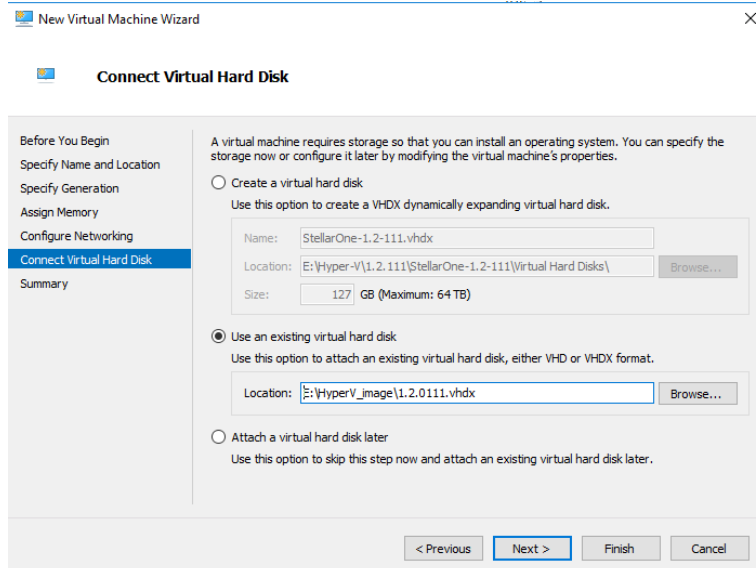 New Virtual Machine Wizard
Connect Virtual Hard Disk
Before You Begin
Specify Name and Location
Specify Generation
Assign Memory
Configure Networking
Connect Virtual Hard Disk
Summary
A virtual machine requires storage so that you can install an operating system. You can specify the
storage now or configure it later by modifying the virtual machine's properties.
Create a virtual hard disk
Use this option to create a VHDX dynamically expanding virtual hard disk.
Name: StellarOne-1.2-111.vhdx
Location: E:\Hyper-V\1.2.111\StellarOne-1.2-111\Virtual Hard Disks\ Browse...
Size: 127 GB (Maximum: 64 TB)
Use an existing virtual hard disk
Use this option to attach an existing virtual hard disk, either VHD or VHDX format.
Location: E:\HyperV_image\1.2.0111.vhdx Browse...
Attach a virtual hard disk later
Use this option to skip this step now and attach an existing virtual hard disk later.
< Previous Next > Finish Cancel